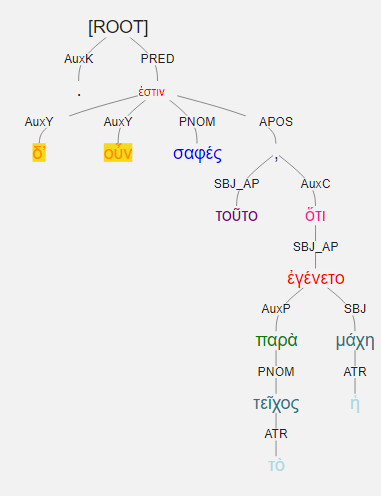 [ROOT]
AuxK PRED
. ἐστιν
AuxY AuxY PNOM APOS
δ' οὖν σαφές ,
SBJ_AP AuxC
τοῦτο ὅτι
SBJ_AP
ἐγένετο
AuxP SBJ
παρὰ μάχη
PNOM ATR
τεῖχος ἡ
ATR
τὸ